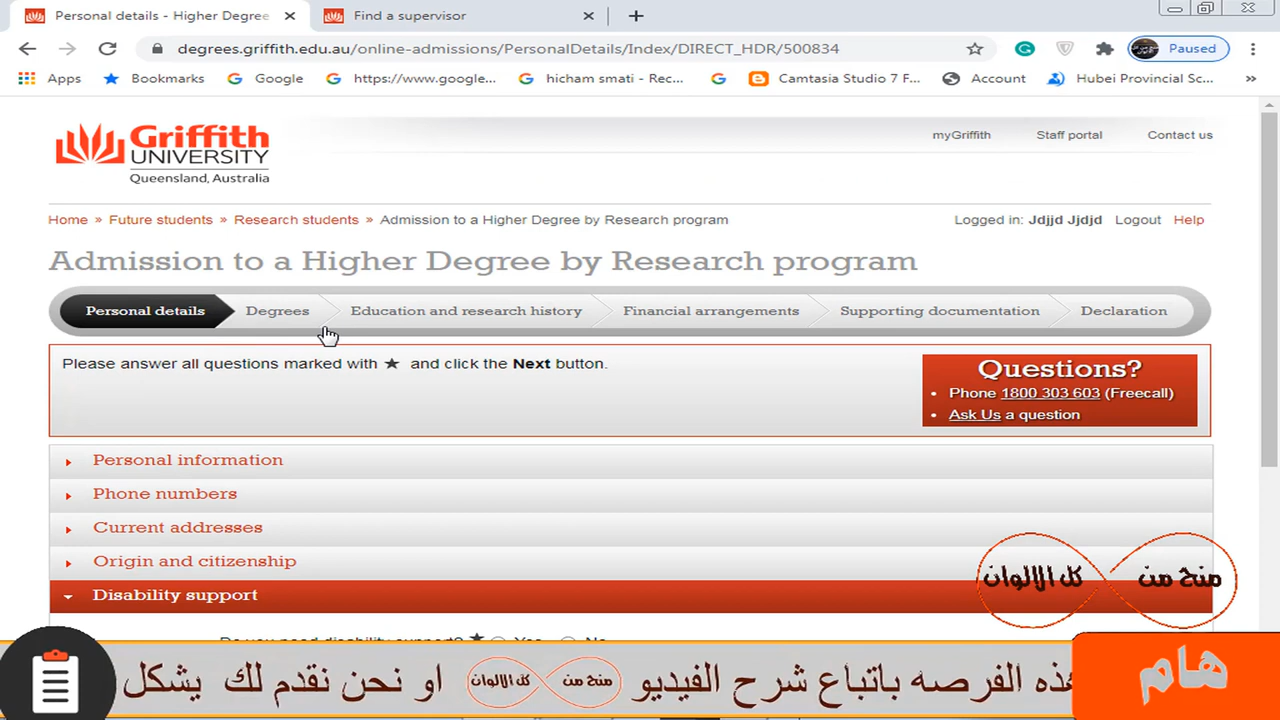 Personal details - Higher Degree
Find a supervisor
degrees.griffith.edu.au/online-admissions/PersonalDetails/Index/DIRECT_HDR/500834
Paused
Apps
Bookmarks
Google
https://www.google...
hicham smati - Rec...
Camtasia Studio 7 F...
Account
Hubei Provincial Sc...
Griffith
UNIVERSITY
Queensland, Australia
myGriffith
Staff portal
Contact us
Home » Future students » Research students » Admission to a Higher Degree by Research program
Logged in: Jdjjd Jjdjd Logout Help
Admission to a Higher Degree by Research program
Personal details
Degrees
Education and research history
Financial arrangements
Supporting documentation
Declaration
Please answer all questions marked with ★ and click the Next button.
Questions?
• Phone 1800 303 603 (Freecall)
• Ask Us a question
Personal information
Phone numbers
Current addresses
Origin and citizenship
Disability support
Do you need disability support? ★ Yes No
منح من كل الالوان
هام
هذه الفرصه باتباع شرح الفيديو منح من كل الالوان او نحن نقدم لك يشكل